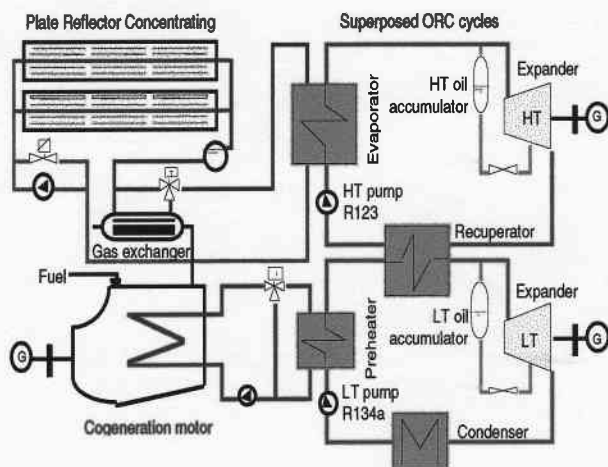 Plate Reflector Concentrating
Superposed ORC cycles
Evaporator
HT oil
accumulator
Expander
HT
G
HT pump
R123
Recuperator
Gas exchanger
Fuel
G
Cogeneration motor
Preheater
LT oil
accumulator
Expander
LT
G
LT pump
R134a
Condenser